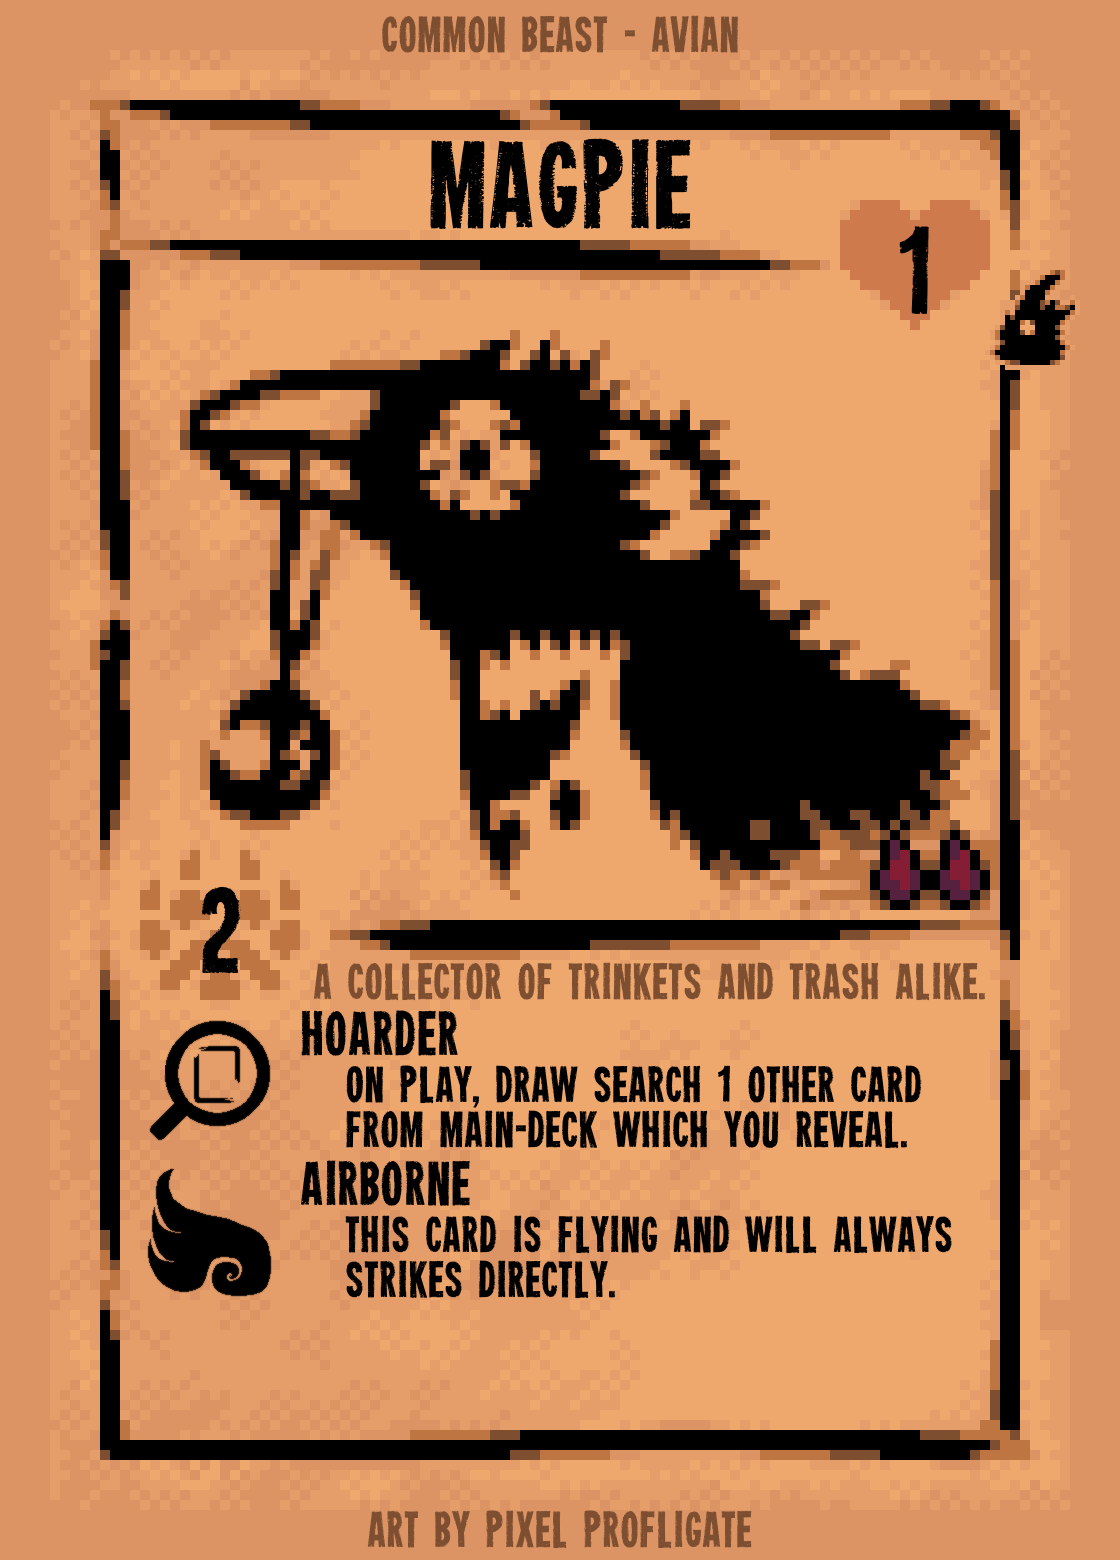 COMMON BEAST - AVIAN
MAGPIE
1
2
A COLLECTOR OF TRINKETS AND TRASH ALIKE.
HOARDER
ON PLAY, DRAW SEARCH 1 OTHER CARD
FROM MAIN-DECK WHICH YOU REVEAL.
AIRBORNE
THIS CARD IS FLYING AND WILL ALWAYS
STRIKES DIRECTLY.
ART BY PIXEL PROFLIGATE